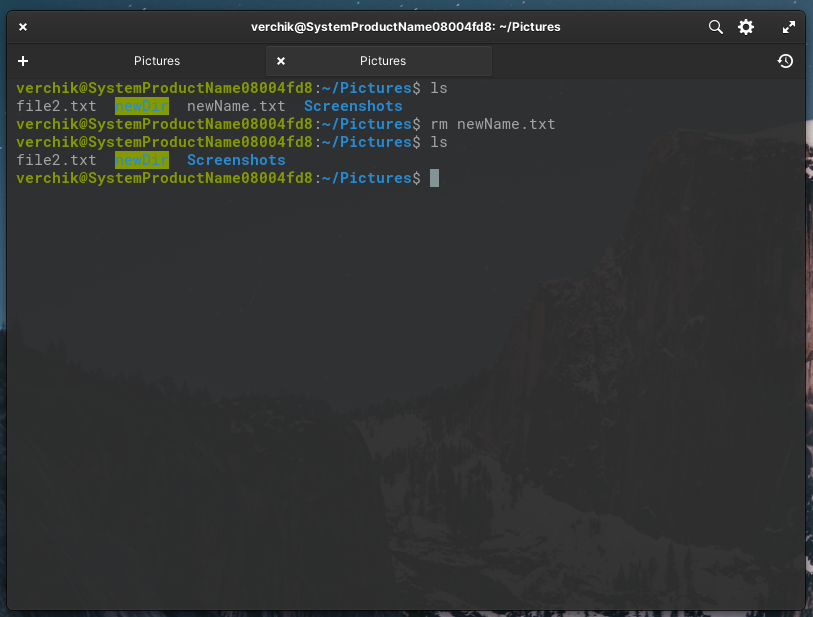 verchik@SystemProductName08004fd8: ~/Pictures
Pictures
Pictures
verchik@SystemProductName08004fd8:~/Pictures$ ls
file2.txt  newDir  newName.txt  Screenshots
verchik@SystemProductName08004fd8:~/Pictures$ rm newName.txt
verchik@SystemProductName08004fd8:~/Pictures$ ls
file2.txt  newDir  Screenshots
verchik@SystemProductName08004fd8:~/Pictures$